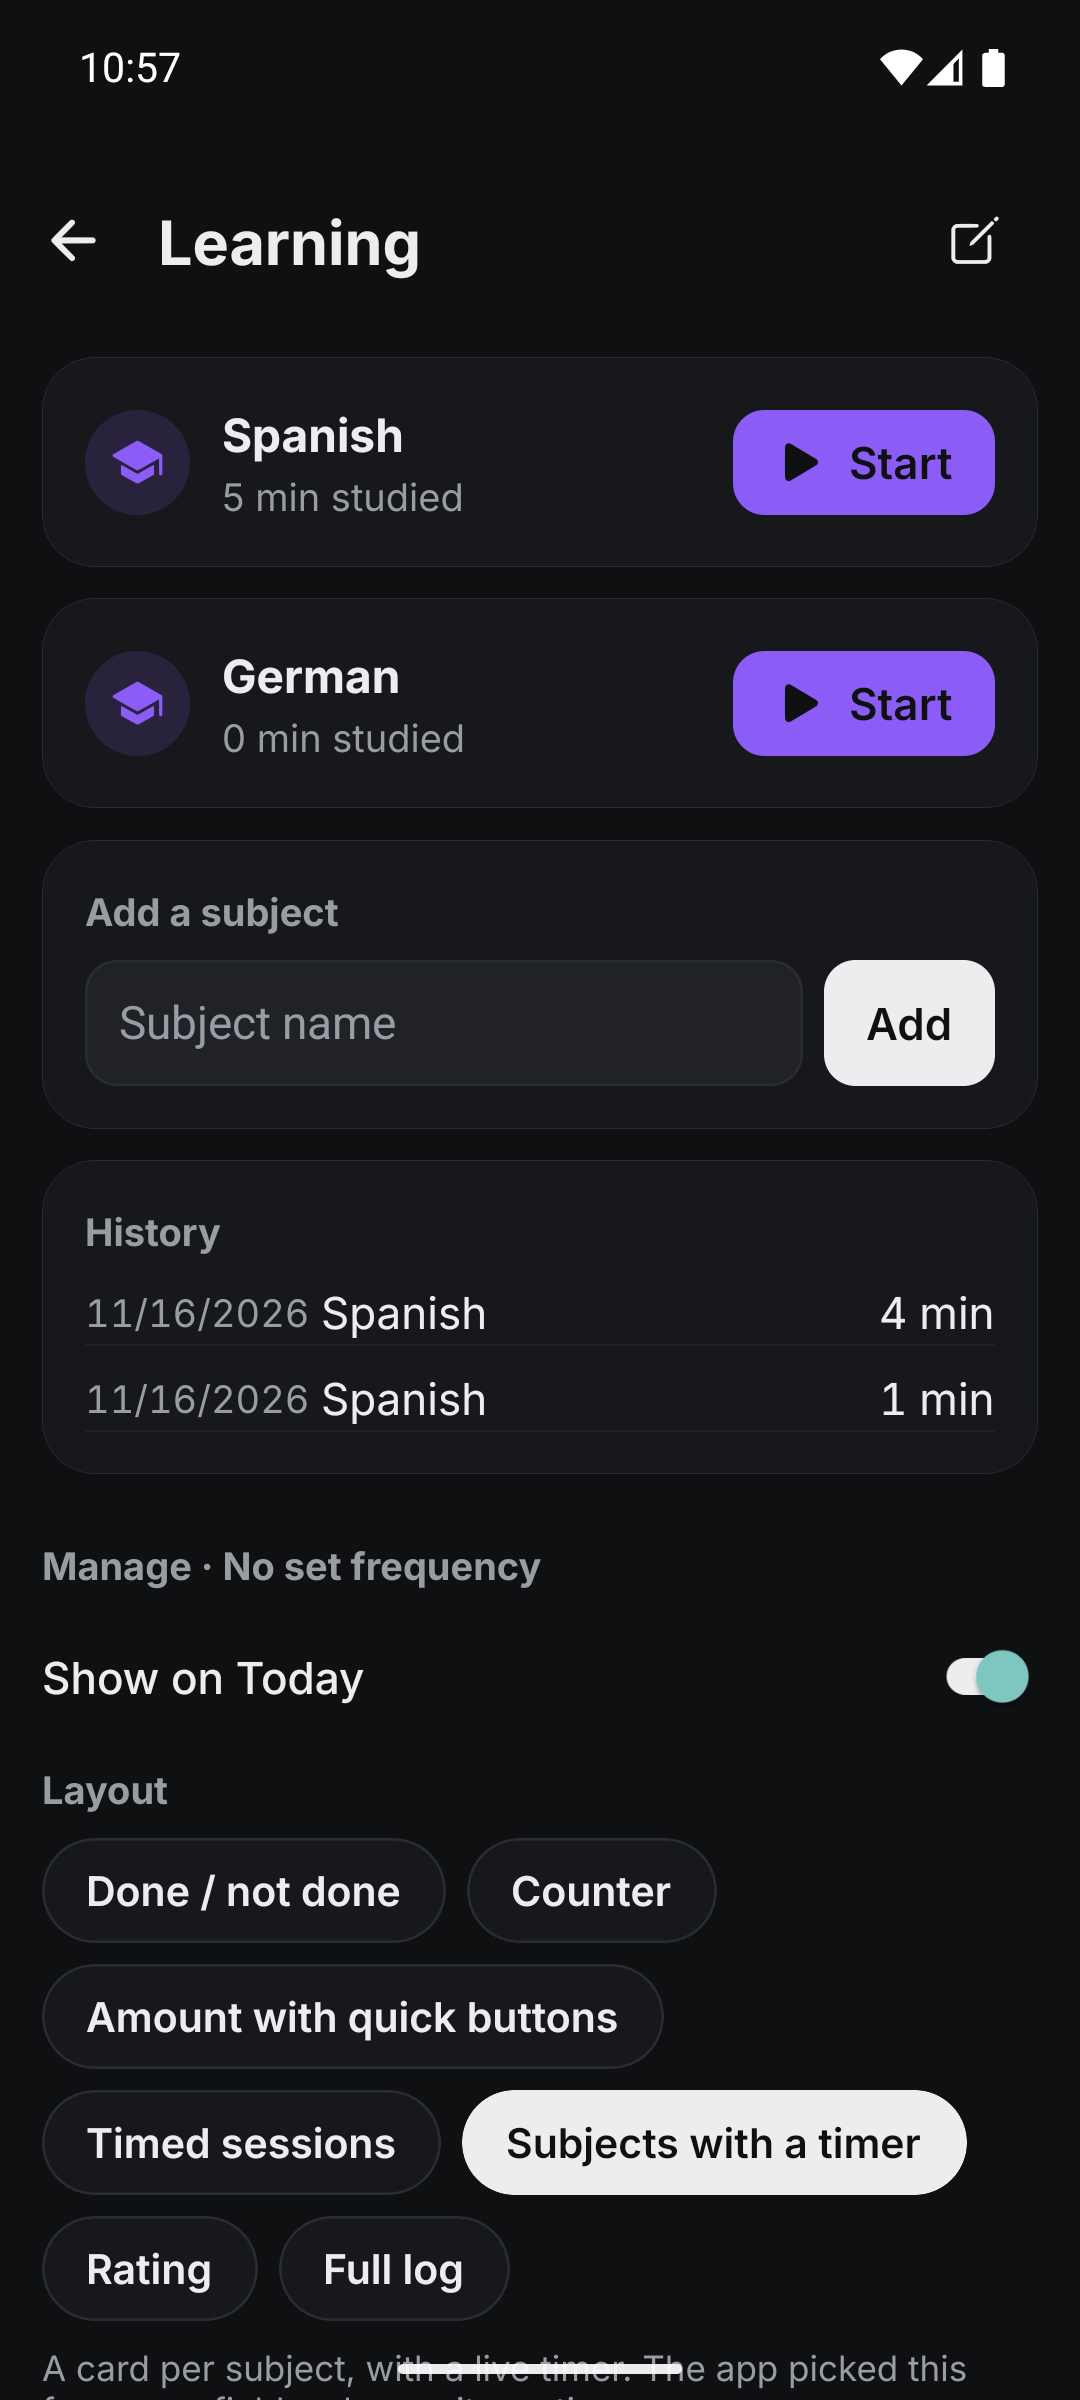 10:57
Learning
Spanish
5 min studied
Start
German
0 min studied
Start
Add a subject
Subject name
Add
History
11/16/2026 Spanish 4 min
11/16/2026 Spanish 1 min
Manage · No set frequency
Show on Today
Layout
Done / not done
Counter
Amount with quick buttons
Timed sessions
Subjects with a timer
Rating
Full log
A card per subject, with a live timer. The app picked this